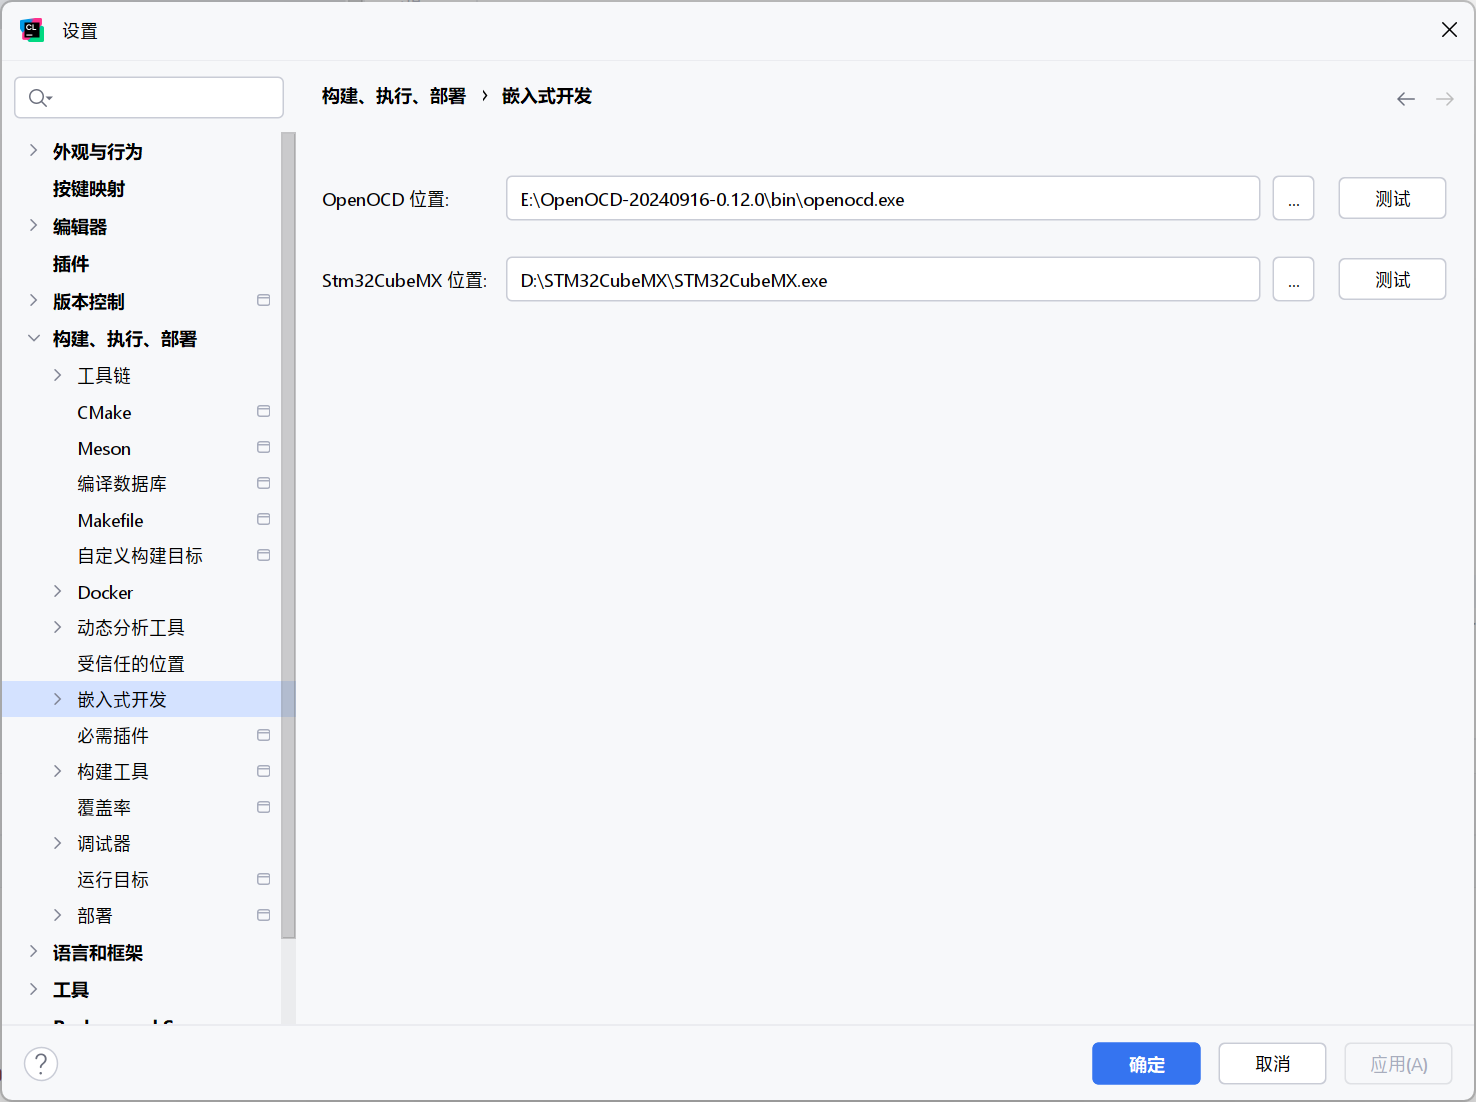 CL
设置
构建、执行、部署 › 嵌入式开发
外观与行为
按键映射
编辑器
插件
版本控制
构建、执行、部署
工具链
CMake
Meson
编译数据库
Makefile
自定义构建目标
Docker
动态分析工具
受信任的位置
嵌入式开发
必需插件
构建工具
覆盖率
调试器
运行目标
部署
语言和框架
工具
OpenOCD 位置: E:\OpenOCD-20240916-0.12.0\bin\openocd.exe ... 测试
Stm32CubeMX 位置: D:\STM32CubeMX\STM32CubeMX.exe ... 测试
? 确定 取消 应用(A)